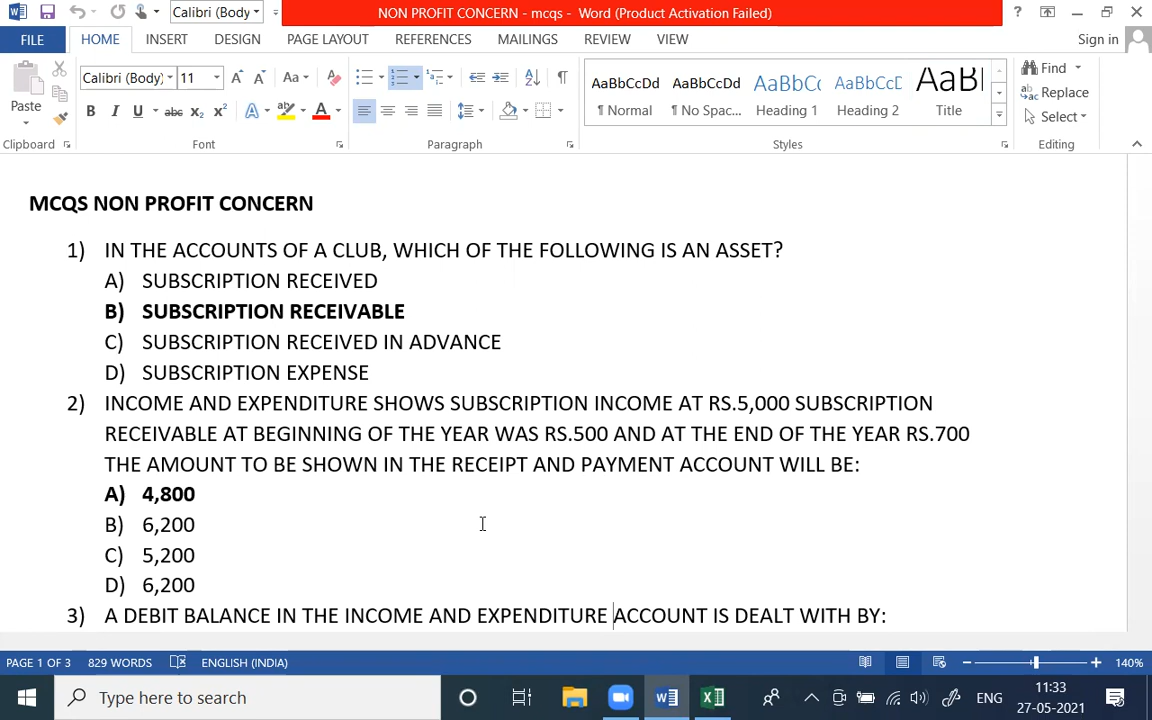 Calibri (Body
NON PROFIT CONCERN - mcqs - Word (Product Activation Failed)
FILE HOME INSERT DESIGN PAGE LAYOUT REFERENCES MAILINGS REVIEW VIEW Sign in
Calibri (Body) 11 Aa
AaBbCcDd AaBbCcDd AaBbCc AaBbCcD AaBb
Find
Replace
Select
Paste
B I U abc X2 X2 A A
¶ Normal ¶ No Spac... Heading 1 Heading 2 Title
Clipboard Font Paragraph Styles Editing
MCQS NON PROFIT CONCERN
1) IN THE ACCOUNTS OF A CLUB, WHICH OF THE FOLLOWING IS AN ASSET?
A) SUBSCRIPTION RECEIVED
B) SUBSCRIPTION RECEIVABLE
C) SUBSCRIPTION RECEIVED IN ADVANCE
D) SUBSCRIPTION EXPENSE
2) INCOME AND EXPENDITURE SHOWS SUBSCRIPTION INCOME AT RS.5,000 SUBSCRIPTION
RECEIVABLE AT BEGINNING OF THE YEAR WAS RS.500 AND AT THE END OF THE YEAR RS.700
THE AMOUNT TO BE SHOWN IN THE RECEIPT AND PAYMENT ACCOUNT WILL BE:
A) 4,800
B) 6,200
C) 5,200
D) 6,200
3) A DEBIT BALANCE IN THE INCOME AND EXPENDITURE ACCOUNT IS DEALT WITH BY:
PAGE 1 OF 3 829 WORDS ENGLISH (INDIA) 140%
Type here to search
ENG
11:33
27-05-2021